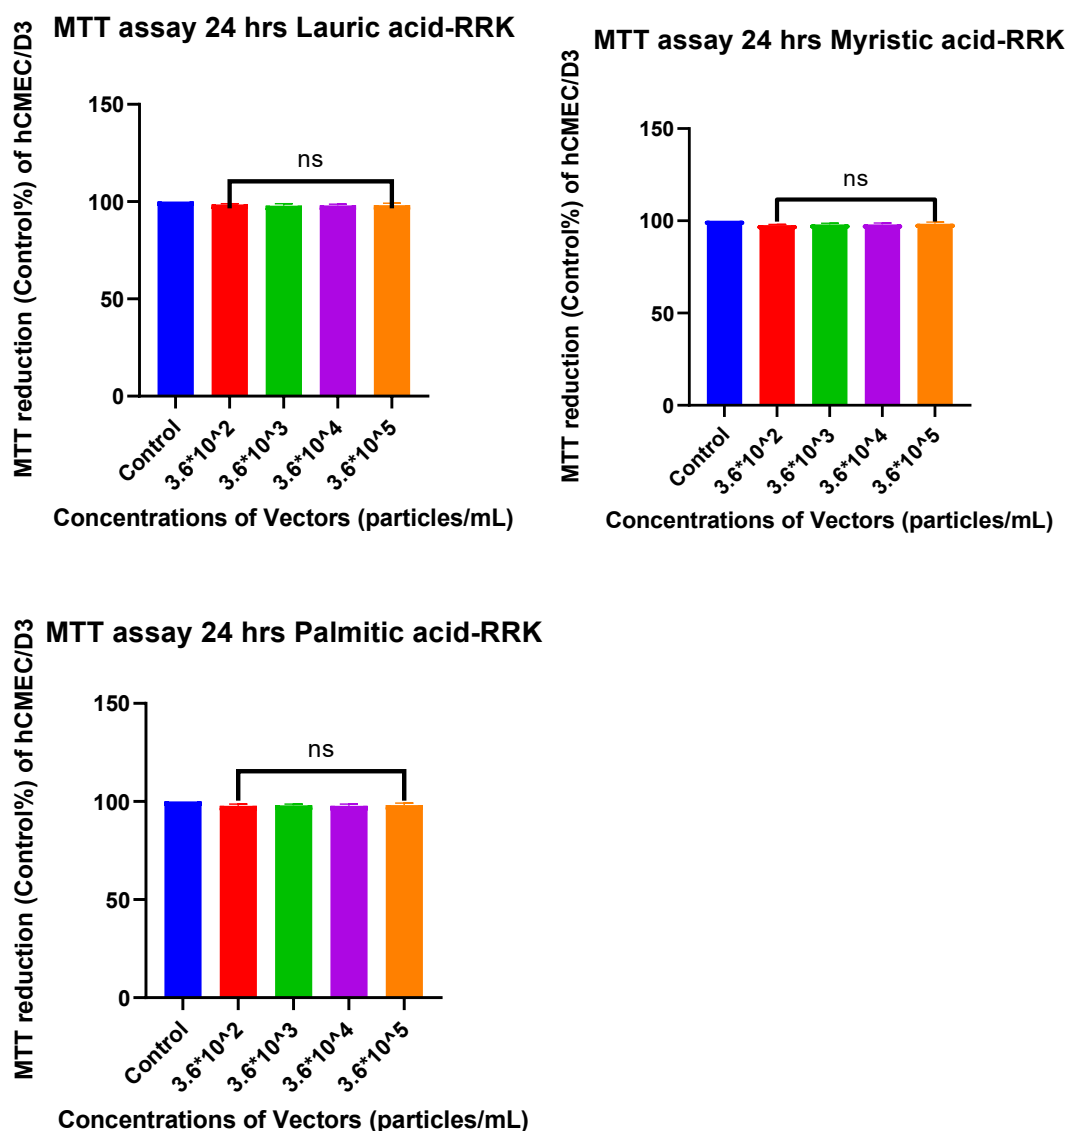 MTT assay 24 hrs Lauric acid-RRK
MTT reduction (Control%) of hCMEC/D3
150
100
50
0
ns
Control
3.6*10^2
3.6*10^3
3.6*10^4
3.6*10^5
Concentrations of Vectors (particles/mL)
MTT assay 24 hrs Myristic acid-RRK
MTT reduction (Control%) of hCMEC/D3
150
100
50
0
ns
Control
3.6*10^2
3.6*10^3
3.6*10^4
3.6*10^5
Concentrations of Vectors (particles/mL)
MTT assay 24 hrs Palmitic acid-RRK
MTT reduction (Control%) of hCMEC/D3
150
100
50
0
ns
Control
3.6*10^2
3.6*10^3
3.6*10^4
3.6*10^5
Concentrations of Vectors (particles/mL)